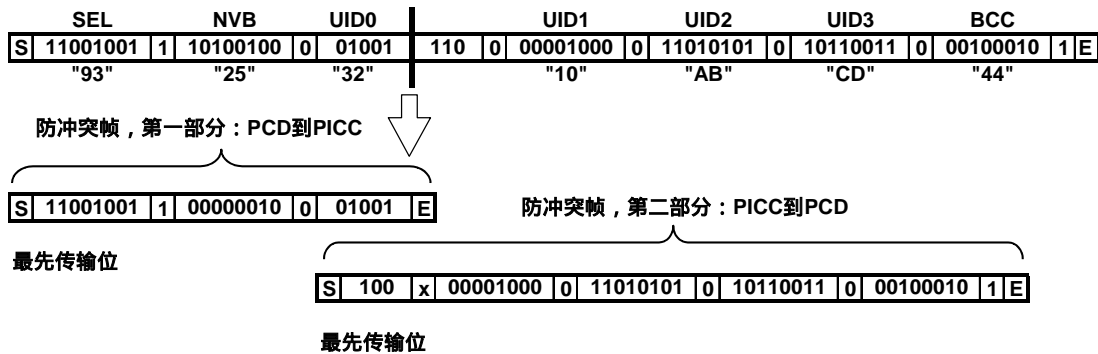 SEL NVB UID0 UID1 UID2 UID3 BCC
S 11001001 1 10100100 0 01001 110 0 00001000 0 11010101 0 10110011 0 00100010 1 E
"93" "25" "32" "10" "AB" "CD" "44"
防冲突帧，第一部分：PCD到PICC
S 11001001 1 00000010 0 01001 E
防冲突帧，第二部分：PICC到PCD
最先传输位
S 100 x 00001000 0 11010101 0 10110011 0 00100010 1 E
最先传输位